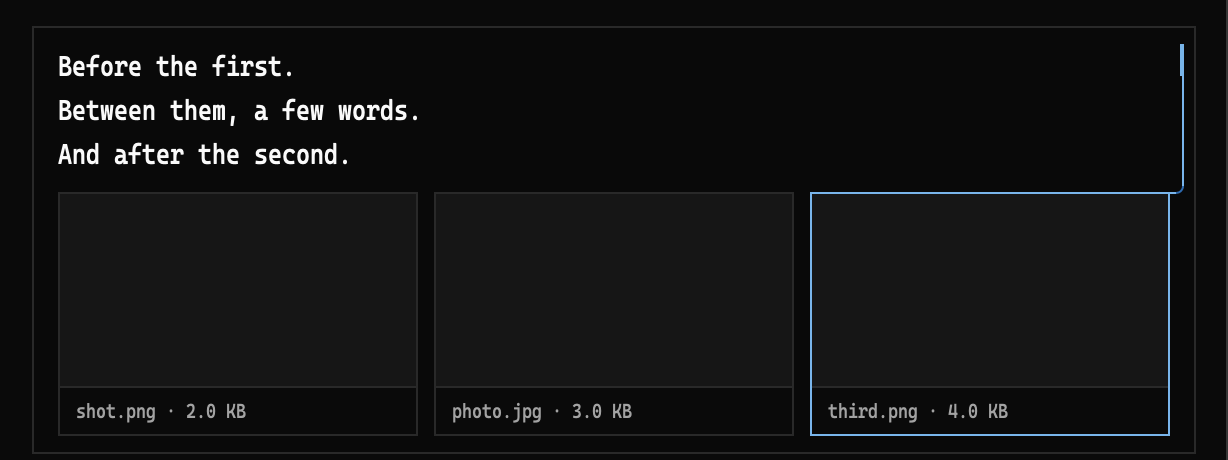 Before the first.
Between them, a few words.
And after the second.
shot.png · 2.0 KB
photo.jpg · 3.0 KB
third.png · 4.0 KB